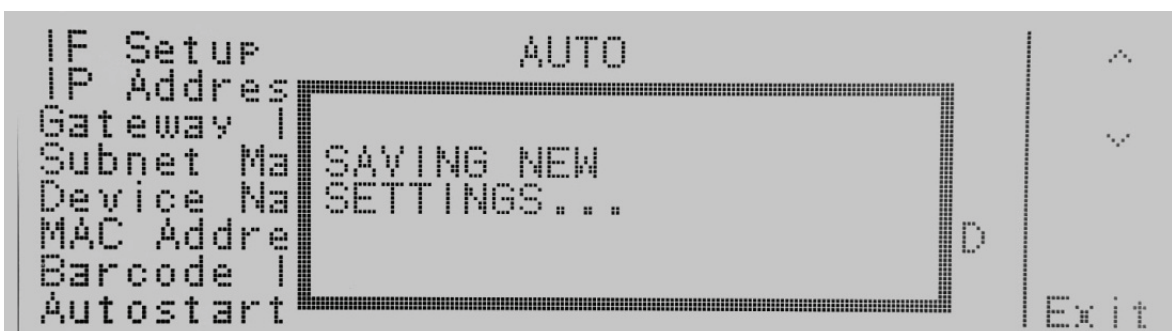 IF Setup AUTO
IP Addres
Gateway I
Subnet Ma
Device Na
MAC Addre D
Barcode I
Autostart
SAVING NEW
SETTINGS...
Exit